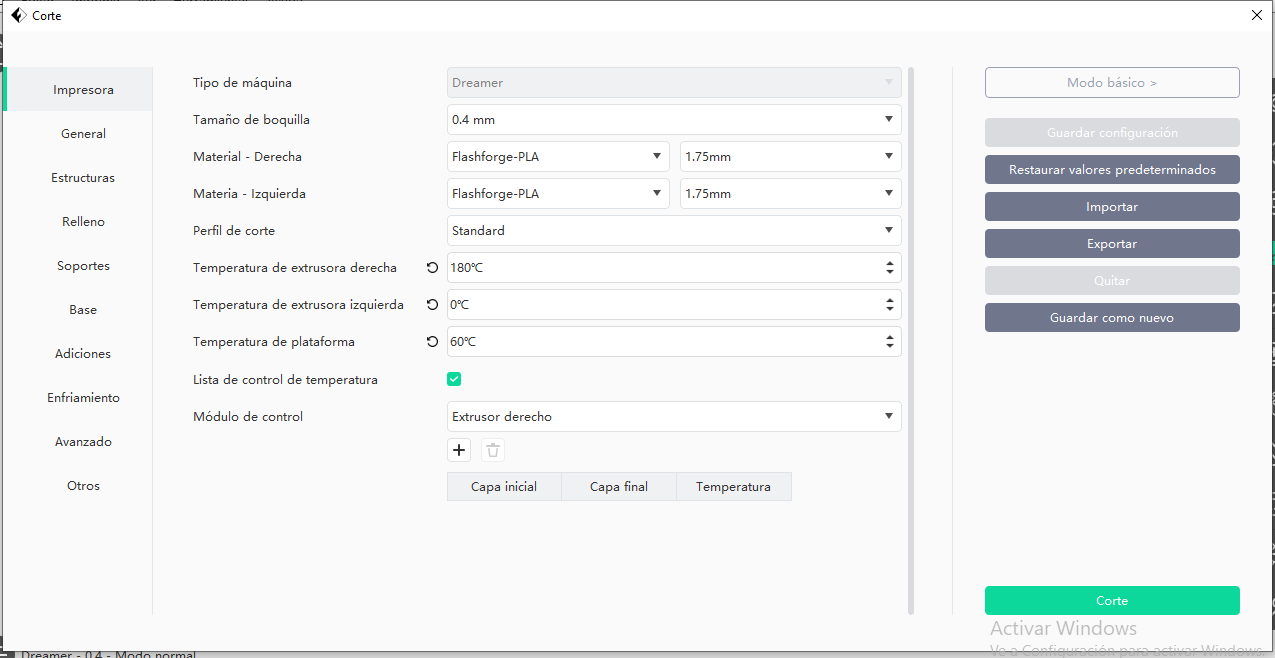 Corte
Impresora
General
Estructuras
Relleno
Soportes
Base
Adiciones
Enfriamiento
Avanzado
Otros
Tipo de máquina Dreamer
Tamaño de boquilla 0.4 mm
Material - Derecha Flashforge-PLA 1.75mm
Materia - Izquierda Flashforge-PLA 1.75mm
Perfil de corte Standard
Temperatura de extrusora derecha 180℃
Temperatura de extrusora izquierda 0℃
Temperatura de plataforma 60℃
Lista de control de temperatura
Módulo de control Extrusor derecho
Capa inicial Capa final Temperatura
Modo básico >
Guardar configuración
Restaurar valores predeterminados
Importar
Exportar
Quitar
Guardar como nuevo
Corte
Activar Windows
Ve a Configuración para activar Windows.
Dreamer - 0.4 - Modo normal